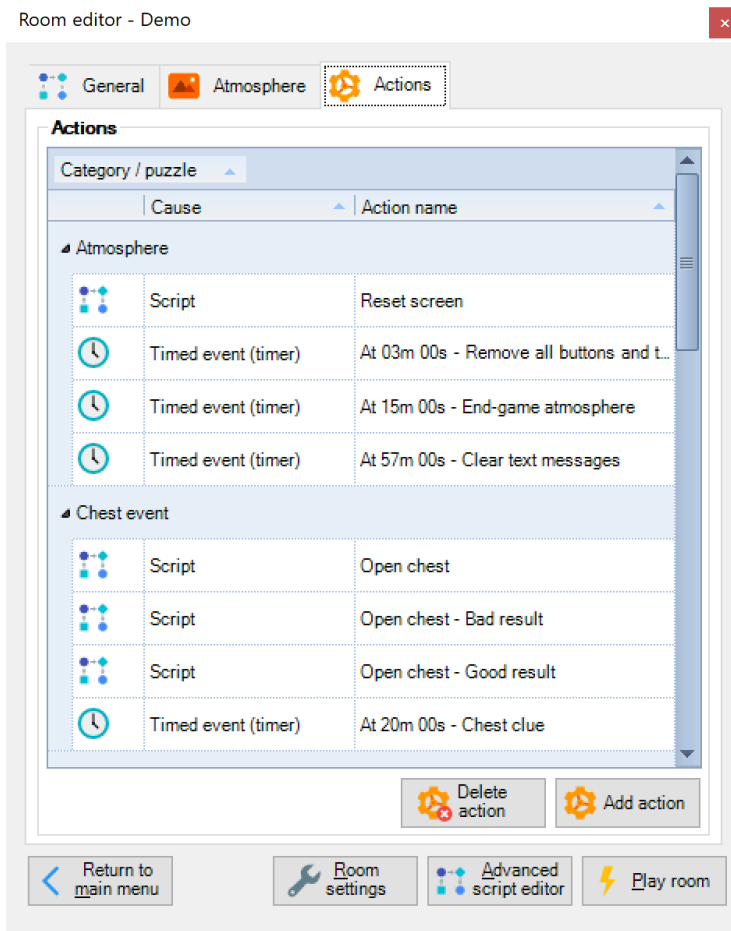 Room editor - Demo
×
General
Atmosphere
Actions
Actions
Category / puzzle
Cause
Action name
Atmosphere
Script
Reset screen
Timed event (timer)
At 03m 00s - Remove all buttons and t...
Timed event (timer)
At 15m 00s - End-game atmosphere
Timed event (timer)
At 57m 00s - Clear text messages
Chest event
Script
Open chest
Script
Open chest - Bad result
Script
Open chest - Good result
Timed event (timer)
At 20m 00s - Chest clue
Delete
action
Add action
Return to
main menu
Room
settings
Advanced
script editor
Play room